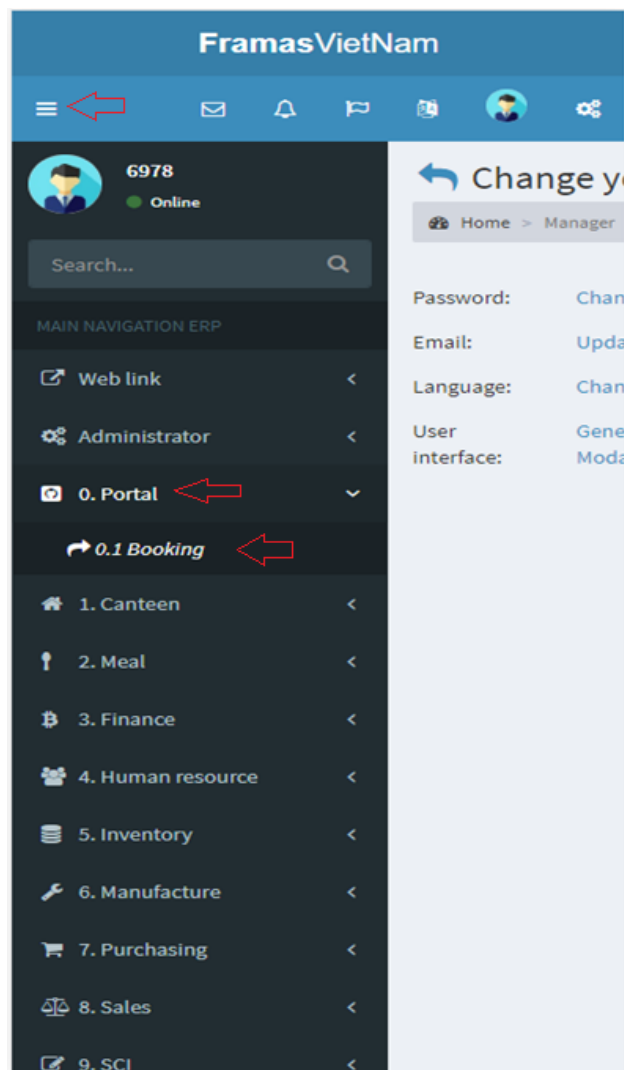 FramasVietNam
6978
Online
Search...
MAIN NAVIGATION ERP
Web link
Administrator
0. Portal
0.1 Booking
1. Canteen
2. Meal
3. Finance
4. Human resource
5. Inventory
6. Manufacture
7. Purchasing
8. Sales
9. SCI
Change yo
Home > Manager
Password: Chan
Email: Upda
Language: Chan
User Gene
interface: Moda